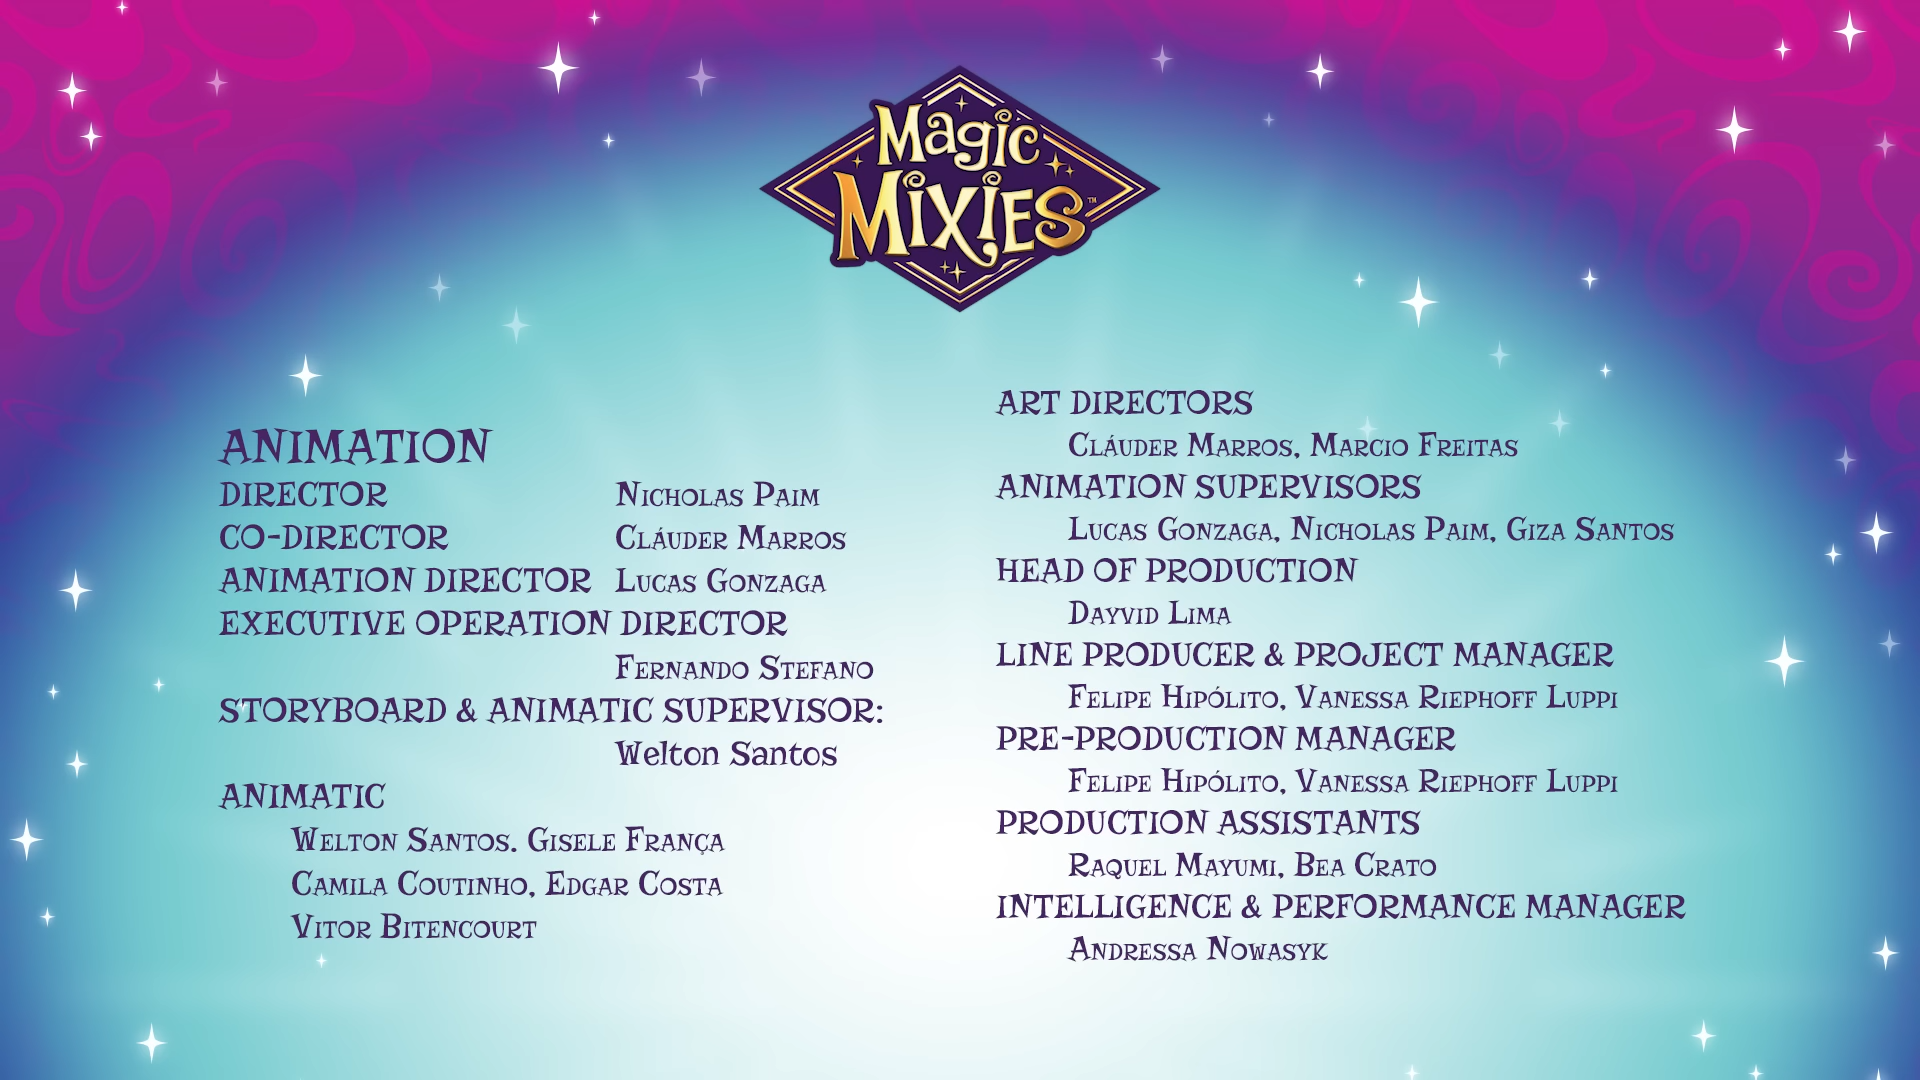 Magic
Mixies™
ANIMATION
DIRECTOR Nicholas Paim
CO-DIRECTOR Cláuder Marros
ANIMATION DIRECTOR Lucas Gonzaga
EXECUTIVE OPERATION DIRECTOR
Fernando Stefano
STORYBOARD & ANIMATIC SUPERVISOR:
Welton Santos
ANIMATIC
Welton Santos. Gisele França
Camila Coutinho, Edgar Costa
Vitor Bitencourt
ART DIRECTORS
Cláuder Marros, Marcio Freitas
ANIMATION SUPERVISORS
Lucas Gonzaga, Nicholas Paim, Giza Santos
HEAD OF PRODUCTION
Dayvid Lima
LINE PRODUCER & PROJECT MANAGER
Felipe Hipólito, Vanessa Riephoff Luppi
PRE-PRODUCTION MANAGER
Felipe Hipólito, Vanessa Riephoff Luppi
PRODUCTION ASSISTANTS
Raquel Mayumi, Bea Crato
INTELLIGENCE & PERFORMANCE MANAGER
Andressa Nowasyk